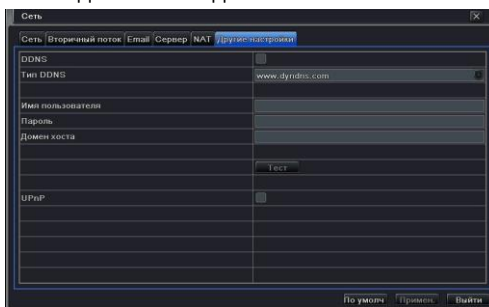 Сеть
Сеть Вторичный поток Email Сервер NAT Другие настройки
DDNS
Тип DDNS www.dyndns.com
Имя пользователя
Пароль
Домен хоста
Тест
UPnP
По умолч Примен. Выйти